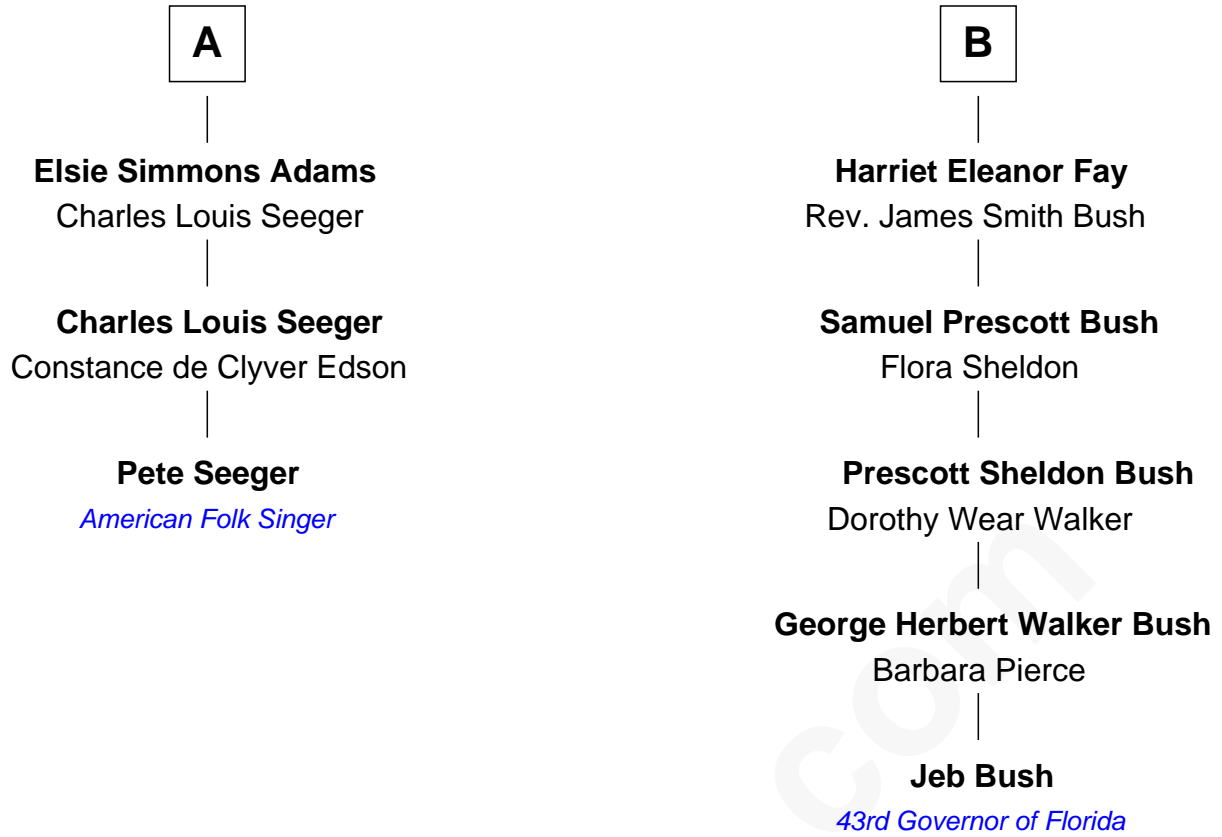 A
Elsie Simmons Adams
Charles Louis Seeger
Charles Louis Seeger
Constance de Clyver Edson
Pete Seeger
American Folk Singer
B
Harriet Eleanor Fay
Rev. James Smith Bush
Samuel Prescott Bush
Flora Sheldon
Prescott Sheldon Bush
Dorothy Wear Walker
George Herbert Walker Bush
Barbara Pierce
Jeb Bush
43rd Governor of Florida
com